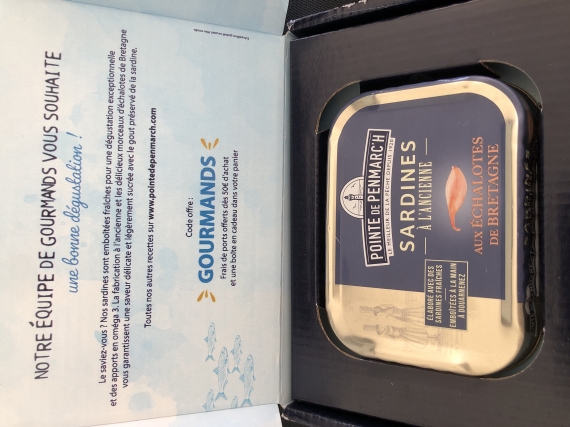 NOTRE ÉQUIPE DE GOURMANDS VOUS SOUHAITE
une bonne dégustation !
Le saviez-vous ? Nos sardines sont emboîtées fraîches pour une dégustation exceptionnelle
et des apports en oméga 3. La fabrication à l'ancienne et les délicieux morceaux d'échalotes de Bretagne
vous garantissent une saveur délicate et légèrement sucrée avec le goût préservé de la sardine.
Toutes nos autres recettes sur www.pointedepenmarch.com
Code offre :
GOURMANDS
Frais de ports offerts dès 50€ d'achat
et une boîte en cadeau dans votre panier
POINTE DE PENMARC'H
LE MEILLEUR DE LA PÊCHE DEPUIS
SARDINES
À L'ANCIENNE
AUX ÉCHALOTES
DE BRETAGNE
ÉLABORÉ AVEC DES
SARDINES FRAÎCHES
EMBOÎTÉES À LA MAIN
À DOUARNENEZ